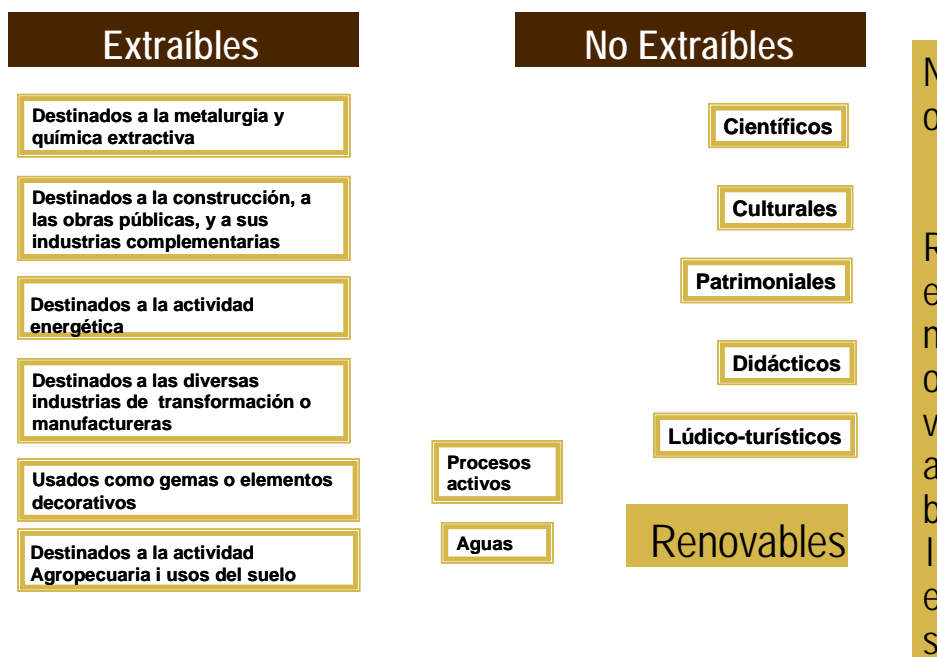 Extraíbles
No Extraíbles
Destinados a la metalurgia y
química extractiva
Destinados a la construcción, a
las obras públicas, y a sus
industrias complementarias
Destinados a la actividad
energética
Destinados a las diversas
industrias de transformación o
manufactureras
Usados como gemas o elementos
decorativos
Destinados a la actividad
Agropecuaria i usos del suelo
Procesos
activos
Aguas
Científicos
Culturales
Patrimoniales
Didácticos
Lúdico-turísticos
Renovables